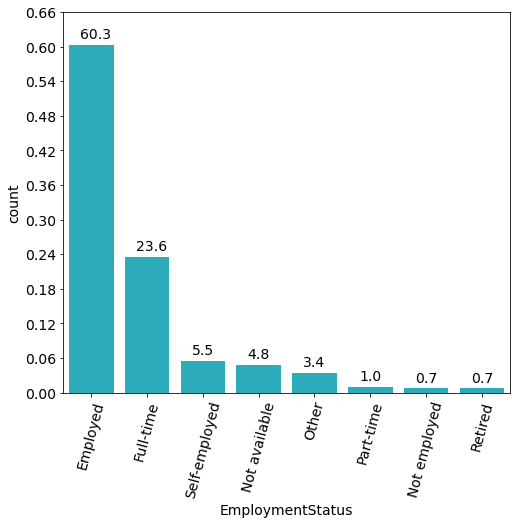 0.66
0.60
0.54
0.48
0.42
0.36
0.30
0.24
0.18
0.12
0.06
0.00
count
60.3
23.6
5.5
4.8
3.4
1.0
0.7
0.7
Employed
Full-time
Self-employed
Not available
Other
Part-time
Not employed
Retired
EmploymentStatus